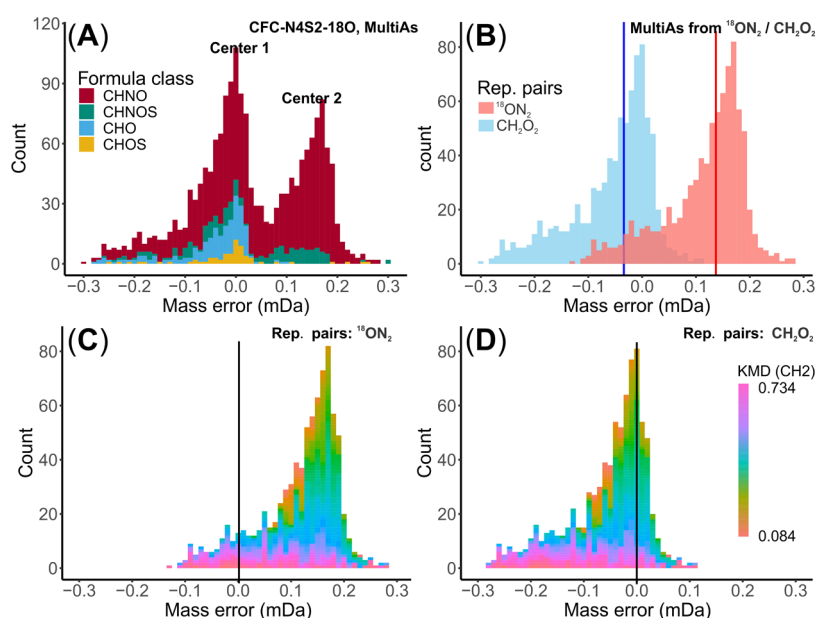 (A)
CFC-N4S2-18O, MultiAs
Center 1
Center 2
Formula class
CHNO
CHNOS
CHO
CHOS
Count
120
90
60
30
0
−0.3 −0.2 −0.1 0.0 0.1 0.2 0.3
Mass error (mDa)
(B)
MultiAs from ¹⁸ON₂ / CH₂O₂
Rep. pairs
¹⁸ON₂
CH₂O₂
count
80
60
40
20
0
−0.3 −0.2 −0.1 0.0 0.1 0.2 0.3
Mass error (mDa)
(C)
Rep. pairs: ¹⁸ON₂
Count
80
60
40
20
0
−0.3 −0.2 −0.1 0.0 0.1 0.2 0.3
Mass error (mDa)
(D)
Rep. pairs: CH₂O₂
KMD (CH2)
0.734
0.084
Count
80
60
40
20
0
−0.3 −0.2 −0.1 0.0 0.1 0.2 0.3
Mass error (mDa)